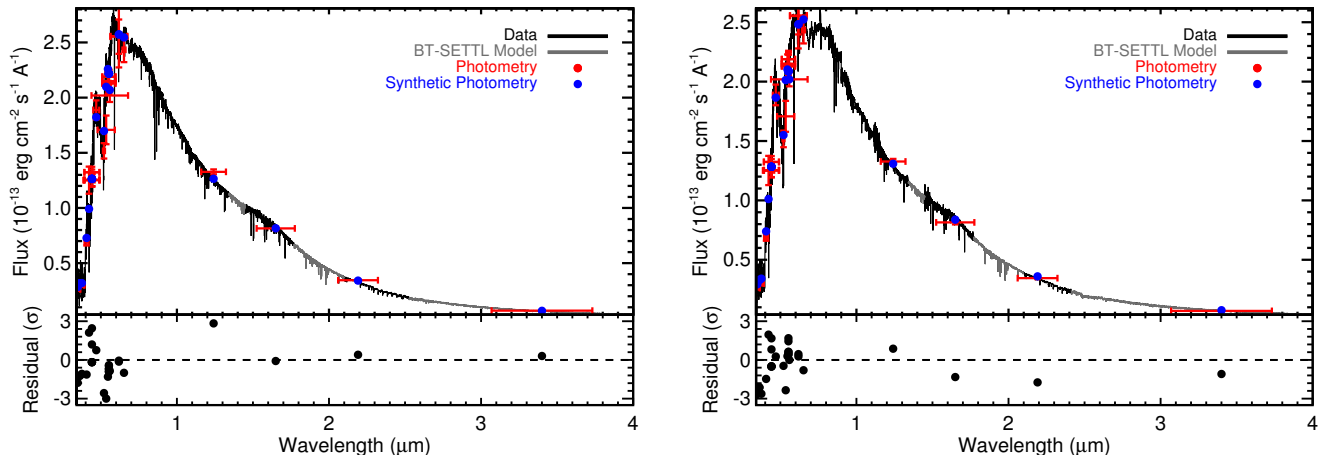 Flux (10⁻¹³ erg cm⁻² s⁻¹ A⁻¹)
2.5
2.0
1.5
1.0
0.5
Data
BT-SETTL Model
Photometry
Synthetic Photometry
Residual (σ)
3
0
-3
1 2 3 4
Wavelength (μm)
Flux (10⁻¹³ erg cm⁻² s⁻¹ A⁻¹)
2.5
2.0
1.5
1.0
0.5
Data
BT-SETTL Model
Photometry
Synthetic Photometry
Residual (σ)
3
0
-3
1 2 3 4
Wavelength (μm)